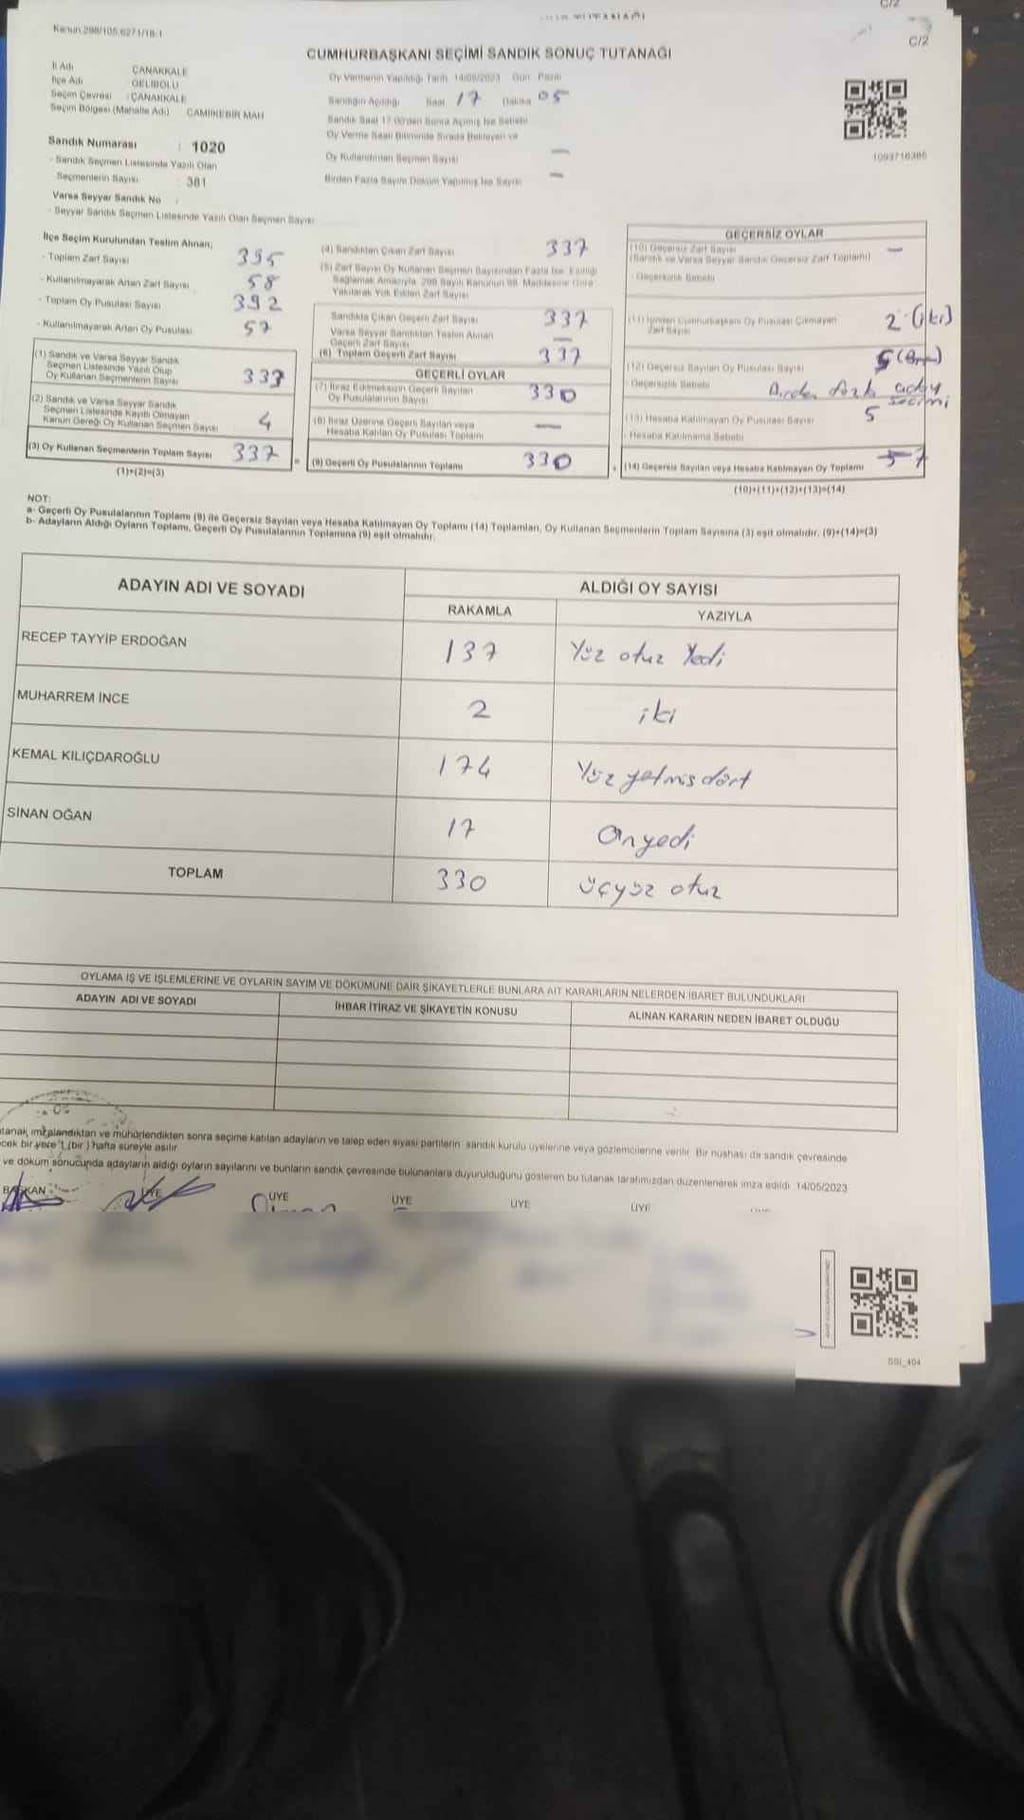 Kanun:298/105,6271/18-1
C/2
C/2
CUMHURBAŞKANI SEÇİMİ SANDIK SONUÇ TUTANAĞI
İl Adı ÇANAKKALE
İlçe Adı GELİBOLU
Seçim Çevresi : ÇANAKKALE
Seçim Bölgesi (Mahalle Adı) CAMİİKEBİR MAH
Oy Vermenin Yapıldığı Tarih 14/05/2023 Gün Pazar
Sandığın Açıldığı Saat 17 Dakika 05
Sandık Saat 17:00'den Sonra Açılmış İse Sebebi
Oy Verme Saati Bitiminde Sırada Bekleyen ve
Oy Kullandırılan Seçmen Sayısı —
Birden Fazla Sayım Döküm Yapılmış İse Sayısı —
1093716386
Sandık Numarası : 1020
- Sandık Seçmen Listesinde Yazılı Olan
Seçmenlerin Sayısı : 381
Varsa Seyyar Sandık No
- Seyyar Sandık Seçmen Listesinde Yazılı Olan Seçmen Sayısı
İlçe Seçim Kurulundan Teslim Alınan;
- Toplam Zarf Sayısı 395
- Kullanılmayarak Artan Zarf Sayısı 58
- Toplam Oy Pusulası Sayısı 392
- Kullanılmayarak Artan Oy Pusulası 57
(1) Sandık ve Varsa Seyyar Sandık
Seçmen Listesinde Yazılı Olup
Oy Kullanan Seçmenlerin Sayısı 333
(2) Sandık ve Varsa Seyyar Sandık
Seçmen Listesinde Kayıtlı Olmayan
Kanun Gereği Oy Kullanan Seçmen Sayısı 4
(3) Oy Kullanan Seçmenlerin Toplam Sayısı 337
(1)+(2)=(3)
(4) Sandıktan Çıkan Zarf Sayısı 337
(5) Zarf Sayısı Oy Kullanan Seçmen Sayısından Fazla İse Eşitliği
Sağlamak Amacıyla 298 Sayılı Kanunun 98. Maddesine Göre
Yakılarak Yok Edilen Zarf Sayısı
Sandıkta Çıkan Geçerli Zarf Sayısı 337
Varsa Seyyar Sandıktan Teslim Alınan
Geçerli Zarf Sayısı —
(6) Toplam Geçerli Zarf Sayısı 337
GEÇERLİ OYLAR
(7) İtiraz Edilmeksizin Geçerli Sayılan
Oy Pusulalarının Sayısı 330
(8) İtiraz Üzerine Geçerli Sayılan veya
Hesaba Katılan Oy Pusulası Toplamı —
(9) Geçerli Oy Pusulalarının Toplamı 330
GEÇERSİZ OYLAR
(10) Geçersiz Zarf Sayısı —
(Sandık ve Varsa Seyyar Sandık Geçersiz Zarf Toplamı)
- Geçersizlik Sebebi
(11) İçinden Cumhurbaşkanı Oy Pusulası Çıkmayan
Zarf Sayısı 2 (iki)
(12) Geçersiz Sayılan Oy Pusulası Sayısı 5
- Geçersizlik Sebebi Birden fazla aday
seçimi
(13) Hesaba Katılmayan Oy Pusulası Sayısı 5
- Hesaba Katılmama Sebebi
(14) Geçersiz Sayılan veya Hesaba Katılmayan Oy Toplamı 7
(10)+(11)+(12)+(13)=(14)
NOT:
a- Geçerli Oy Pusulalarının Toplamı (9) ile Geçersiz Sayılan veya Hesaba Katılmayan Oy Toplamı (14) Toplamları, Oy Kullanan Seçmenlerin Toplam Sayısına (3) eşit olmalıdır. (9)+(14)=(3)
b- Adayların Aldığı Oyların Toplamı, Geçerli Oy Pusulalarının Toplamına (9) eşit olmalıdır.
ADAYIN ADI VE SOYADI ALDIĞI OY SAYISI
RAKAMLA YAZIYLA
RECEP TAYYİP ERDOĞAN 137 Yüz otuz Yedi
MUHARREM İNCE 2 iki
KEMAL KILIÇDAROĞLU 174 Yüz yetmiş dört
SİNAN OĞAN 17 Onyedi
TOPLAM 330 üçyüz otuz
OYLAMA İŞ VE İŞLEMLERİNE VE OYLARIN SAYIM VE DÖKÜMÜNE DAİR ŞİKAYETLERLE BUNLARA AİT KARARLARIN NELERDEN İBARET BULUNDUKLARI
ADAYIN ADI VE SOYADI İHBAR İTİRAZ VE ŞİKAYETİN KONUSU ALINAN KARARIN NEDEN İBARET OLDUĞU
tanak imzalandıktan ve mühürlendikten sonra seçime katılan adayların ve talep eden siyasi partilerin sandık kurulu üyelerine veya gözlemcilerine verilir. Bir nüshası da sandık çevresinde
cek bir yere 1 (bir) hafta süreyle asılır.
ve döküm sonucunda adayların aldığı oyların sayılarını ve bunların sandık çevresinde bulunanlara duyurulduğunu gösteren bu tutanak tarafımızdan düzenlenerek imza edildi. 14/05/2023
BAŞKAN ÜYE ÜYE ÜYE ÜYE ÜYE
SSI_404